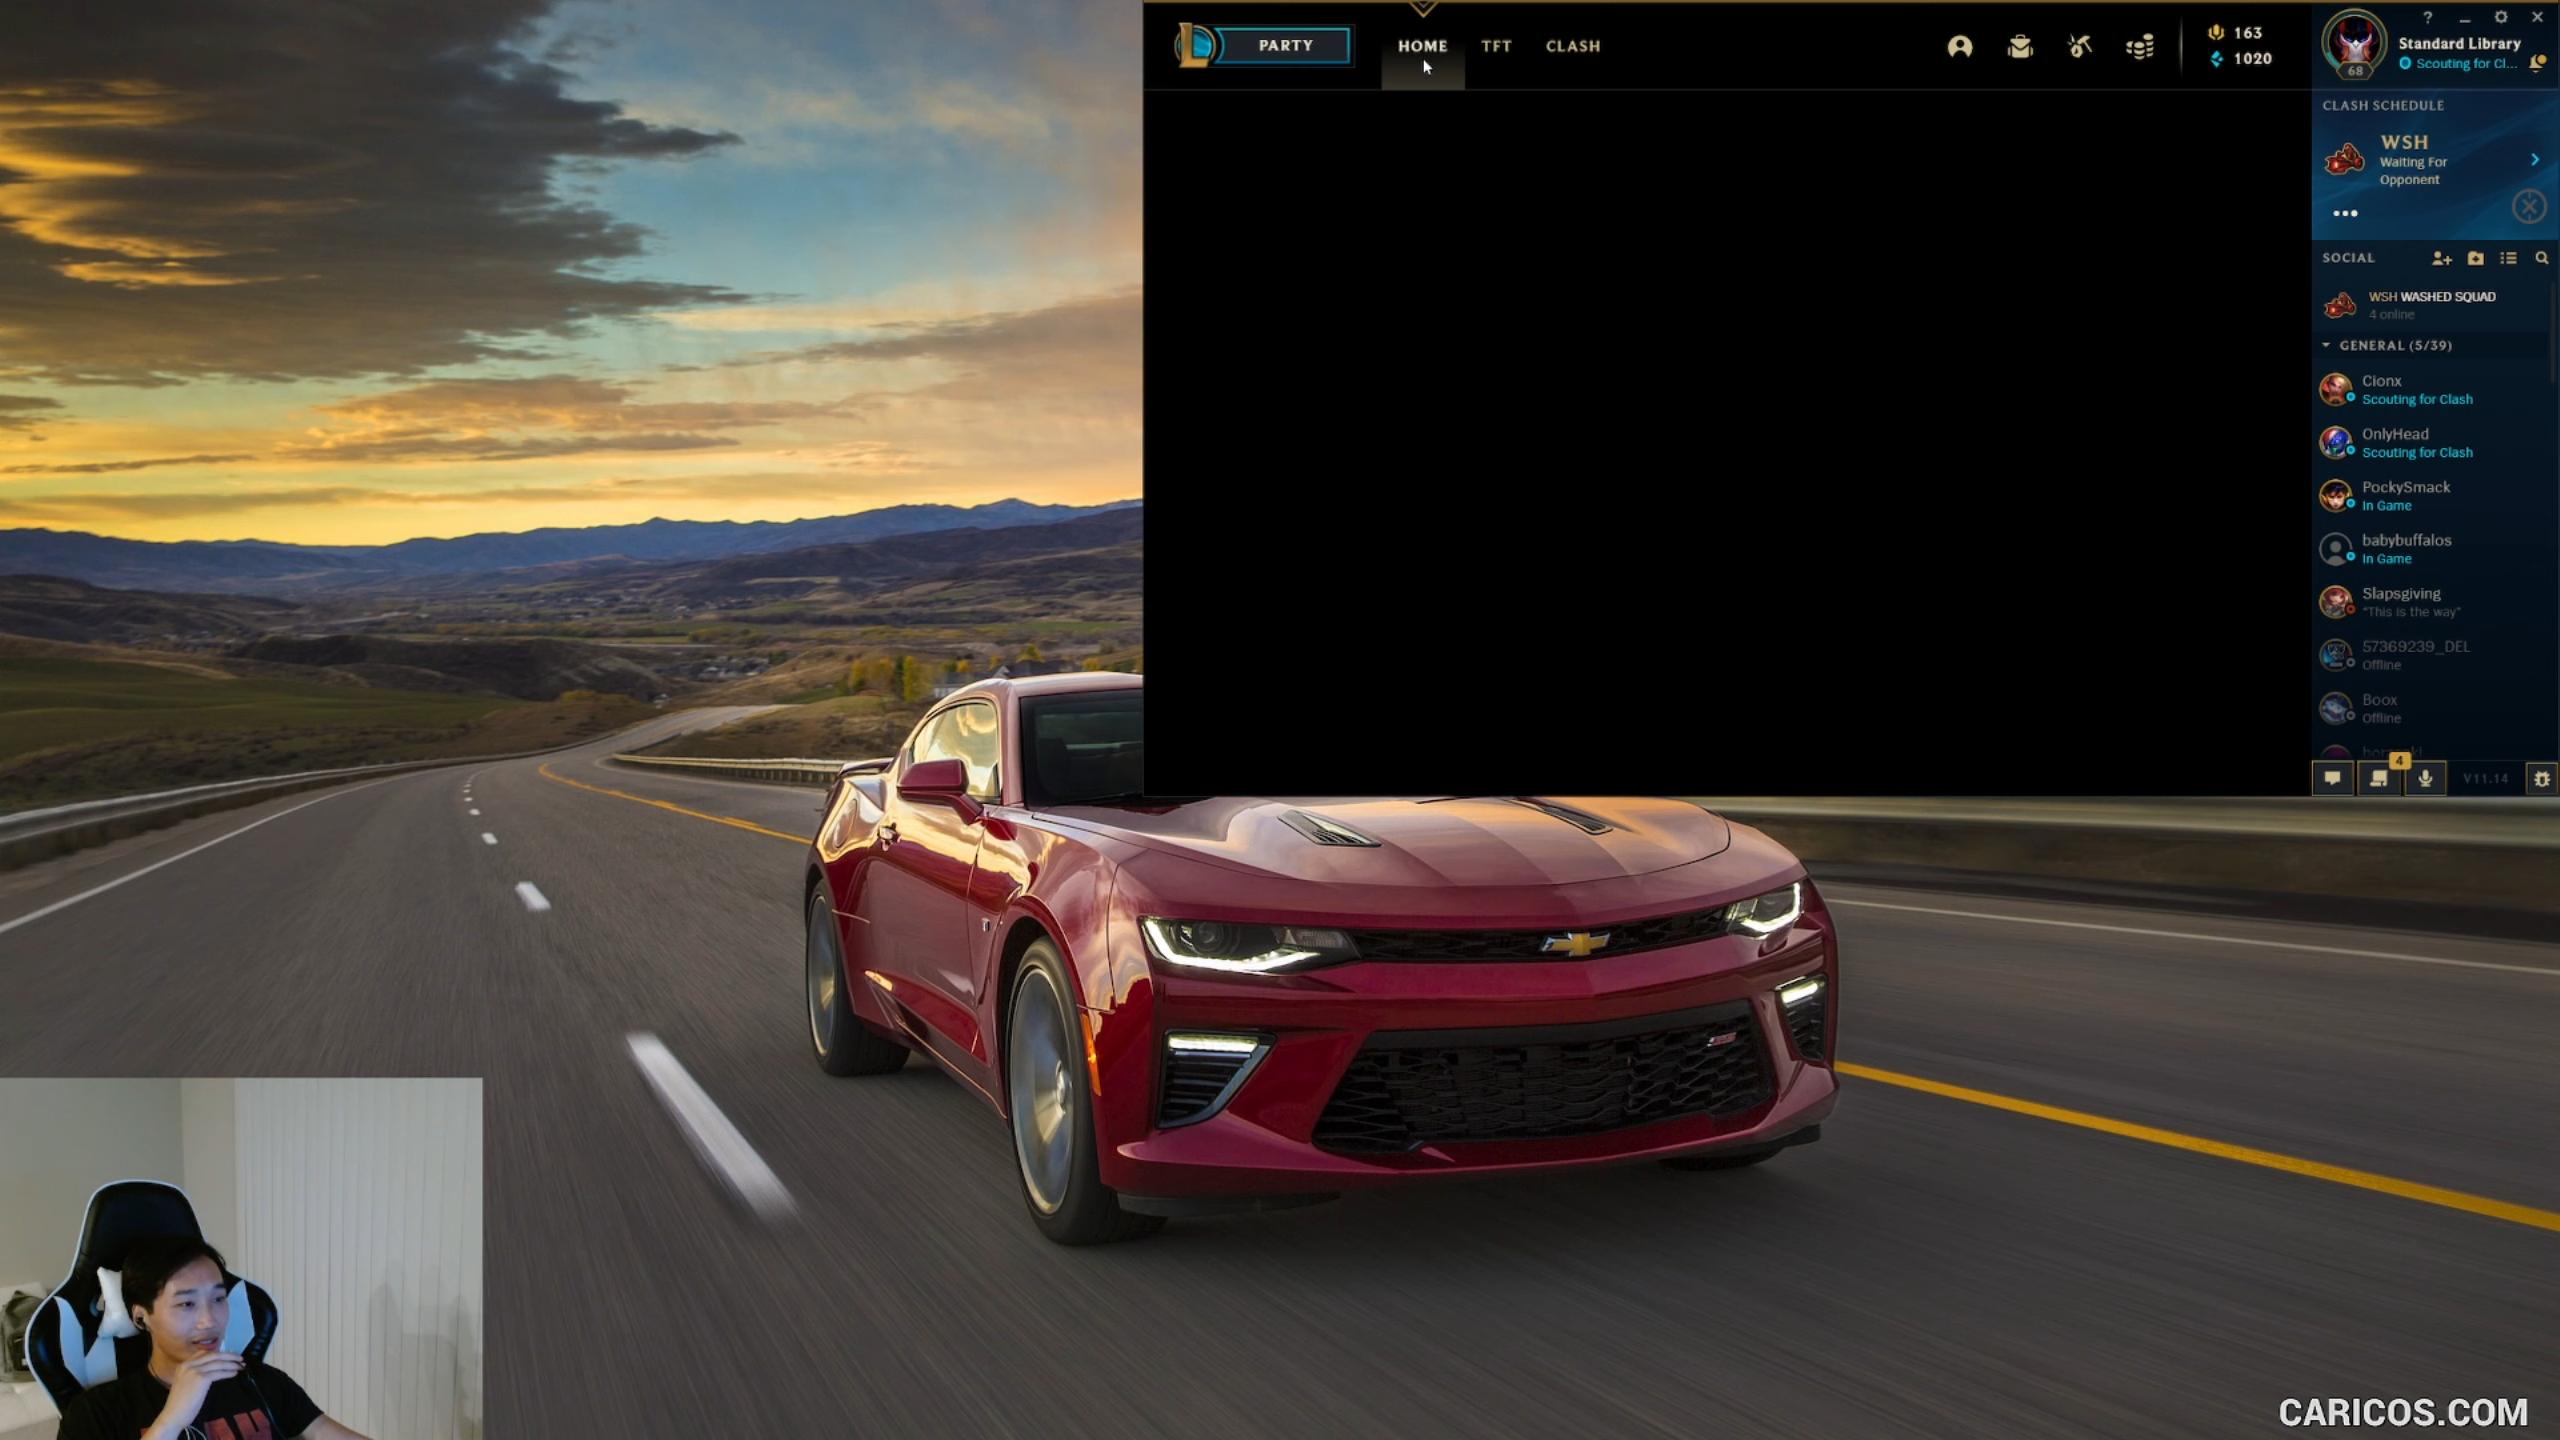 PARTY
HOME
TFT
CLASH
163
1020
?
68
Standard Library
Scouting for Cl...
CLASH SCHEDULE
WSH
Waiting For
Opponent
SOCIAL
WSH WASHED SQUAD
4 online
GENERAL (5/39)
Cionx
Scouting for Clash
OnlyHead
Scouting for Clash
PockySmack
In Game
babybuffalos
In Game
Slapsgiving
"This is the way"
57369239_DEL
Offline
Boox
Offline
4
V11.14
CARICOS.COM